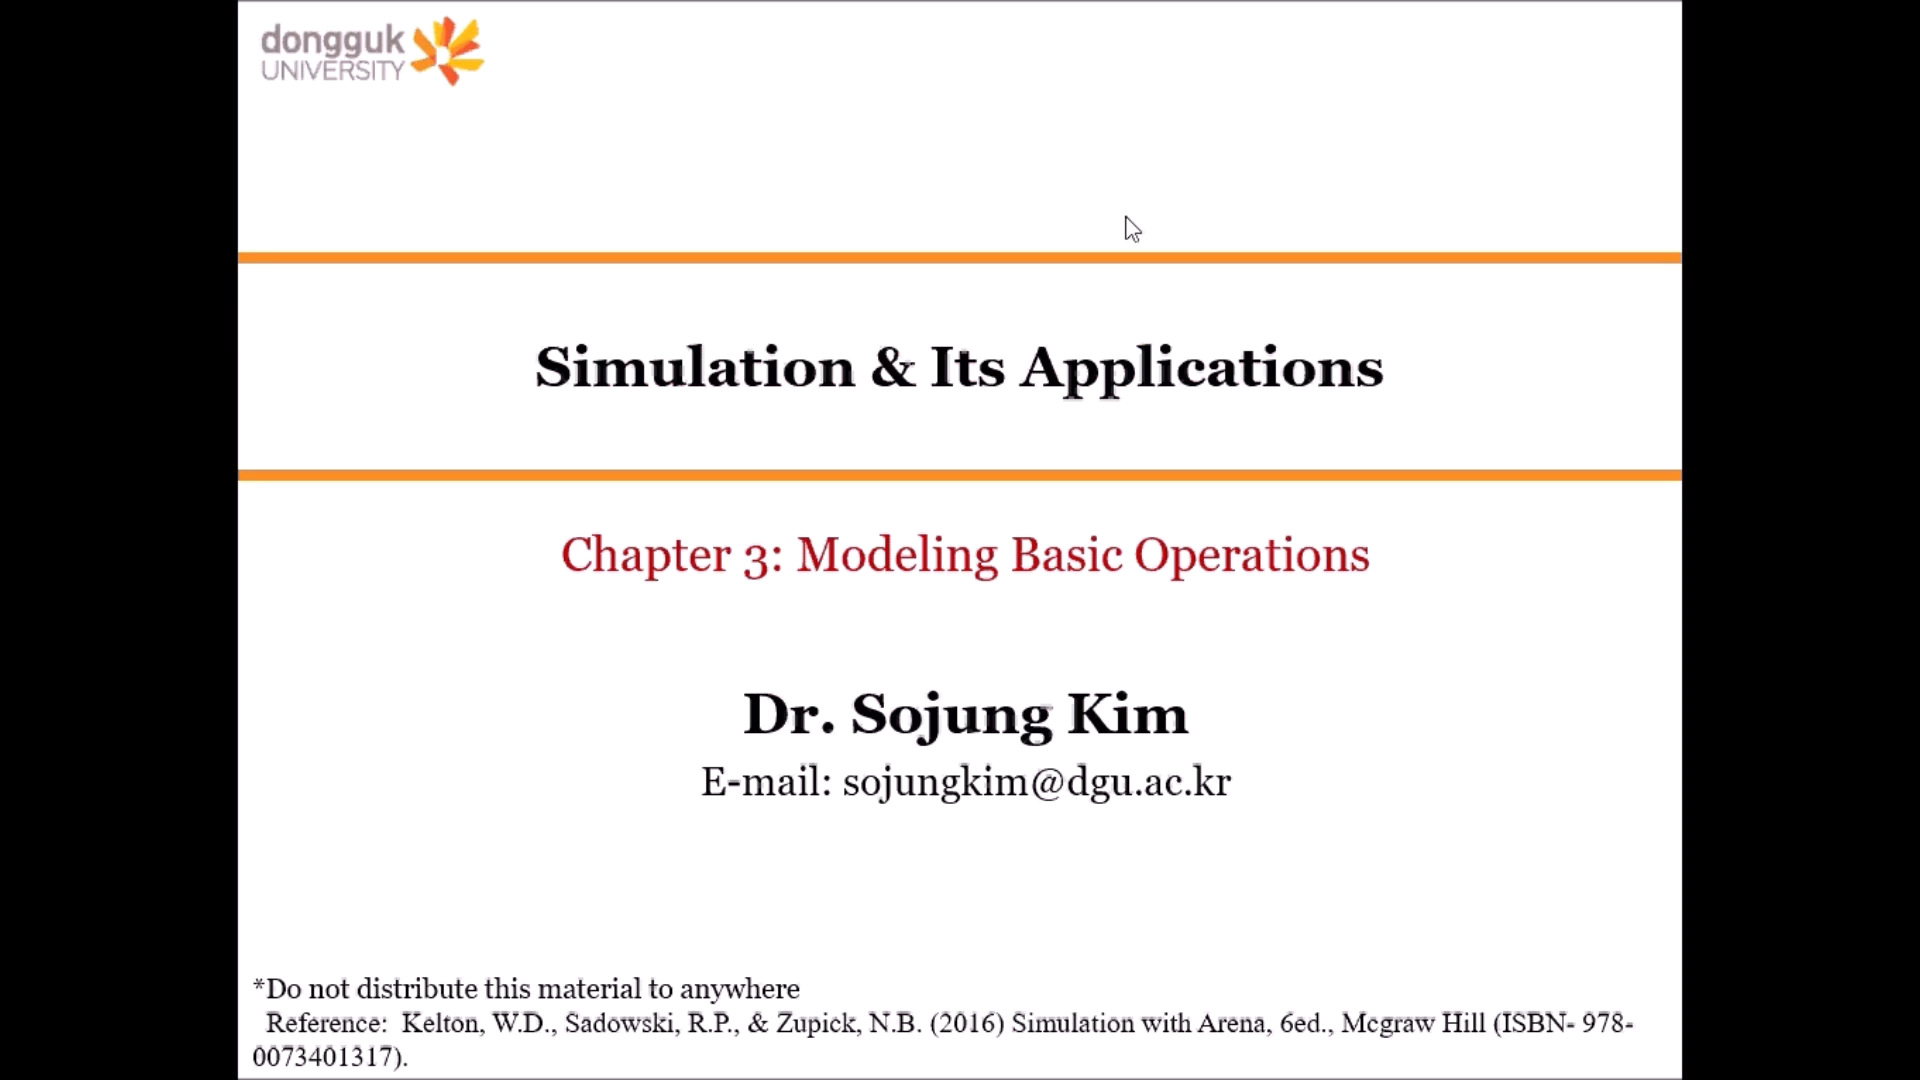 dongguk
UNIVERSITY
Simulation & Its Applications
Chapter 3: Modeling Basic Operations
Dr. Sojung Kim
E-mail: sojungkim@dgu.ac.kr
*Do not distribute this material to anywhere
Reference: Kelton, W.D., Sadowski, R.P., & Zupick, N.B. (2016) Simulation with Arena, 6ed., Mcgraw Hill (ISBN- 978-
0073401317).